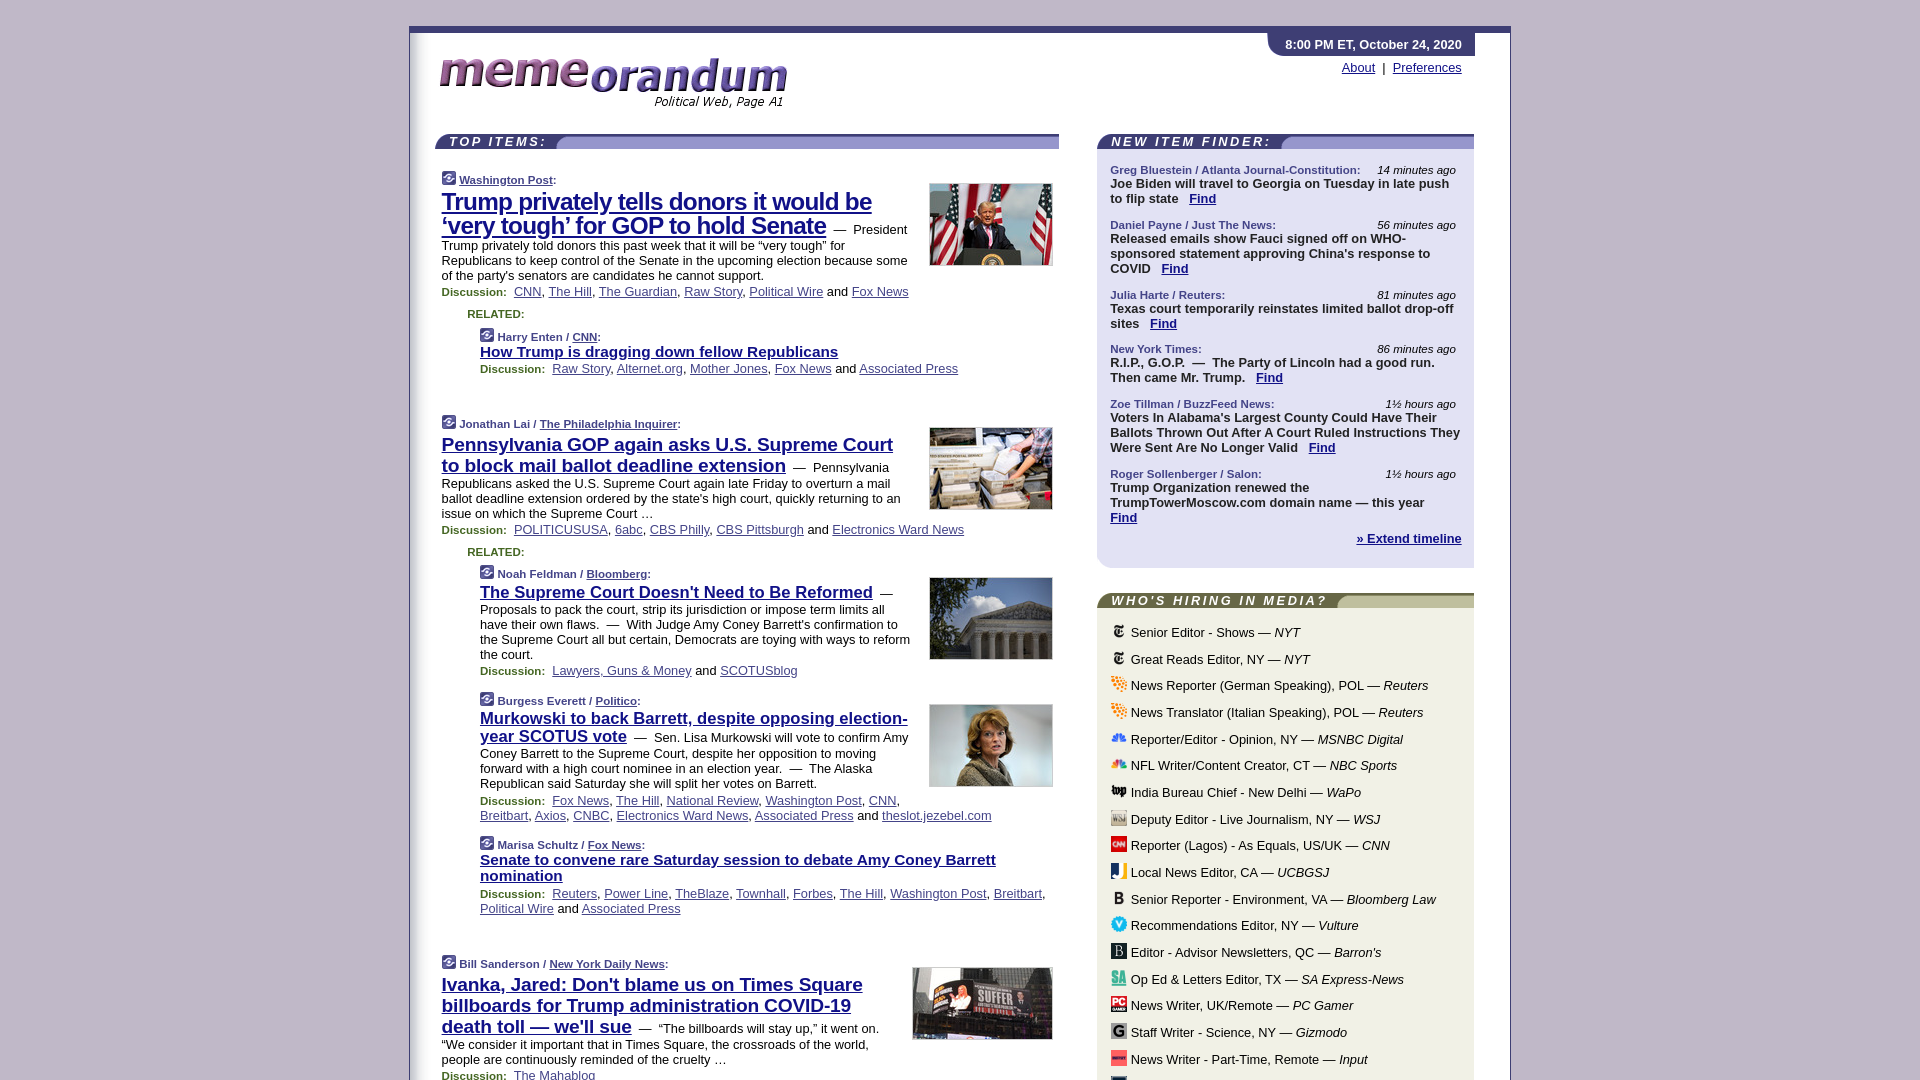 8:00 PM ET, October 24, 2020
About | Preferences
memeorandum
Political Web, Page A1
TOP ITEMS:
Washington Post:
Trump privately tells donors it would be
‘very tough’ for GOP to hold Senate — President
Trump privately told donors this past week that it will be “very tough” for
Republicans to keep control of the Senate in the upcoming election because some
of the party's senators are candidates he cannot support.
Discussion: CNN, The Hill, The Guardian, Raw Story, Political Wire and Fox News
RELATED:
Harry Enten / CNN:
How Trump is dragging down fellow Republicans
Discussion: Raw Story, Alternet.org, Mother Jones, Fox News and Associated Press
Jonathan Lai / The Philadelphia Inquirer:
Pennsylvania GOP again asks U.S. Supreme Court
to block mail ballot deadline extension — Pennsylvania
Republicans asked the U.S. Supreme Court again late Friday to overturn a mail
ballot deadline extension ordered by the state's high court, quickly returning to an
issue on which the Supreme Court …
Discussion: POLITICUSUSA, 6abc, CBS Philly, CBS Pittsburgh and Electronics Ward News
RELATED:
Noah Feldman / Bloomberg:
The Supreme Court Doesn't Need to Be Reformed —
Proposals to pack the court, strip its jurisdiction or impose term limits all
have their own flaws. — With Judge Amy Coney Barrett's confirmation to
the Supreme Court all but certain, Democrats are toying with ways to reform
the court.
Discussion: Lawyers, Guns & Money and SCOTUSblog
Burgess Everett / Politico:
Murkowski to back Barrett, despite opposing election-
year SCOTUS vote — Sen. Lisa Murkowski will vote to confirm Amy
Coney Barrett to the Supreme Court, despite her opposition to moving
forward with a high court nominee in an election year. — The Alaska
Republican said Saturday she will split her votes on Barrett.
Discussion: Fox News, The Hill, National Review, Washington Post, CNN,
Breitbart, Axios, CNBC, Electronics Ward News, Associated Press and theslot.jezebel.com
Marisa Schultz / Fox News:
Senate to convene rare Saturday session to debate Amy Coney Barrett
nomination
Discussion: Reuters, Power Line, TheBlaze, Townhall, Forbes, The Hill, Washington Post, Breitbart,
Political Wire and Associated Press
Bill Sanderson / New York Daily News:
Ivanka, Jared: Don't blame us on Times Square
billboards for Trump administration COVID-19
death toll — we'll sue — “The billboards will stay up,” it went on.
“We consider it important that in Times Square, the crossroads of the world,
people are continuously reminded of the cruelty …
SUFFER
Discussion: The Mahablog
NEW ITEM FINDER:
Greg Bluestein / Atlanta Journal-Constitution: 14 minutes ago
Joe Biden will travel to Georgia on Tuesday in late push
to flip state Find
Daniel Payne / Just The News: 56 minutes ago
Released emails show Fauci signed off on WHO-
sponsored statement approving China's response to
COVID Find
Julia Harte / Reuters: 81 minutes ago
Texas court temporarily reinstates limited ballot drop-off
sites Find
New York Times: 86 minutes ago
R.I.P., G.O.P. — The Party of Lincoln had a good run.
Then came Mr. Trump. Find
Zoe Tillman / BuzzFeed News: 1½ hours ago
Voters In Alabama's Largest County Could Have Their
Ballots Thrown Out After A Court Ruled Instructions They
Were Sent Are No Longer Valid Find
Roger Sollenberger / Salon: 1½ hours ago
Trump Organization renewed the
TrumpTowerMoscow.com domain name — this year
Find
» Extend timeline
WHO'S HIRING IN MEDIA?
Senior Editor - Shows — NYT
Great Reads Editor, NY — NYT
News Reporter (German Speaking), POL — Reuters
News Translator (Italian Speaking), POL — Reuters
Reporter/Editor - Opinion, NY — MSNBC Digital
NFL Writer/Content Creator, CT — NBC Sports
India Bureau Chief - New Delhi — WaPo
Deputy Editor - Live Journalism, NY — WSJ
Reporter (Lagos) - As Equals, US/UK — CNN
Local News Editor, CA — UCBGSJ
Senior Reporter - Environment, VA — Bloomberg Law
Recommendations Editor, NY — Vulture
Editor - Advisor Newsletters, QC — Barron's
Op Ed & Letters Editor, TX — SA Express-News
News Writer, UK/Remote — PC Gamer
Staff Writer - Science, NY — Gizmodo
News Writer - Part-Time, Remote — Input